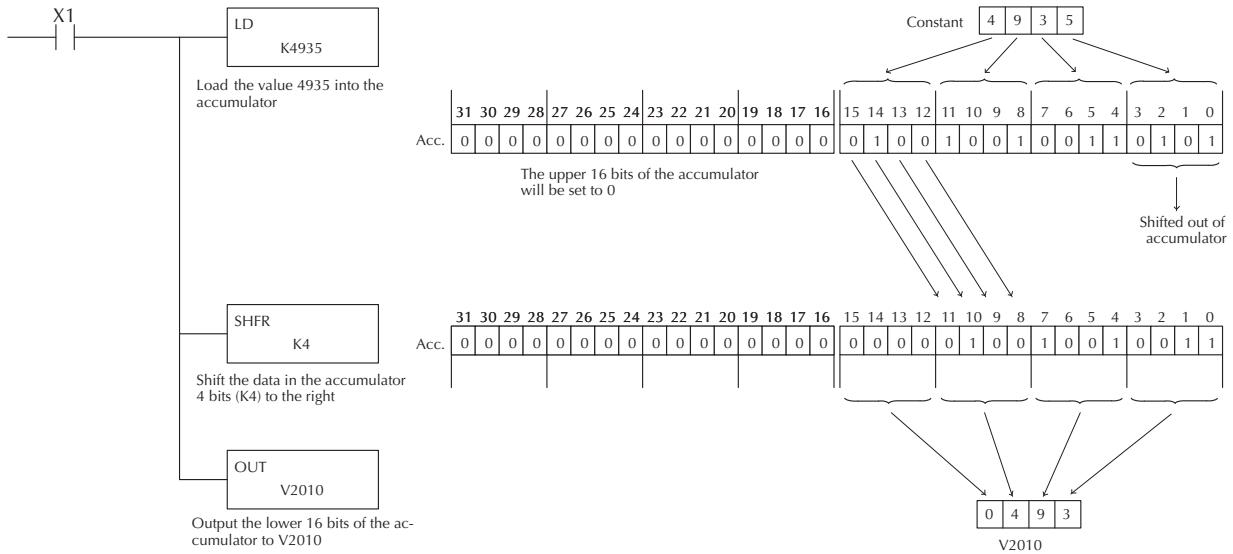 X1
LD
K4935
Load the value 4935 into the
accumulator
Constant 4 9 3 5
31 30 29 28 27 26 25 24 23 22 21 20 19 18 17 16 15 14 13 12 11 10 9 8 7 6 5 4 3 2 1 0
Acc. 0 0 0 0 0 0 0 0 0 0 0 0 0 0 0 0 0 1 0 0 1 0 0 1 0 0 1 1 0 1 0 1
The upper 16 bits of the accumulator
will be set to 0
Shifted out of
accumulator
SHFR
K4
Shift the data in the accumulator
4 bits (K4) to the right
31 30 29 28 27 26 25 24 23 22 21 20 19 18 17 16 15 14 13 12 11 10 9 8 7 6 5 4 3 2 1 0
Acc. 0 0 0 0 0 0 0 0 0 0 0 0 0 0 0 0 0 0 0 0 0 1 0 0 1 0 0 1 0 0 1 1
OUT
V2010
Output the lower 16 bits of the ac-
cumulator to V2010
0 4 9 3
V2010